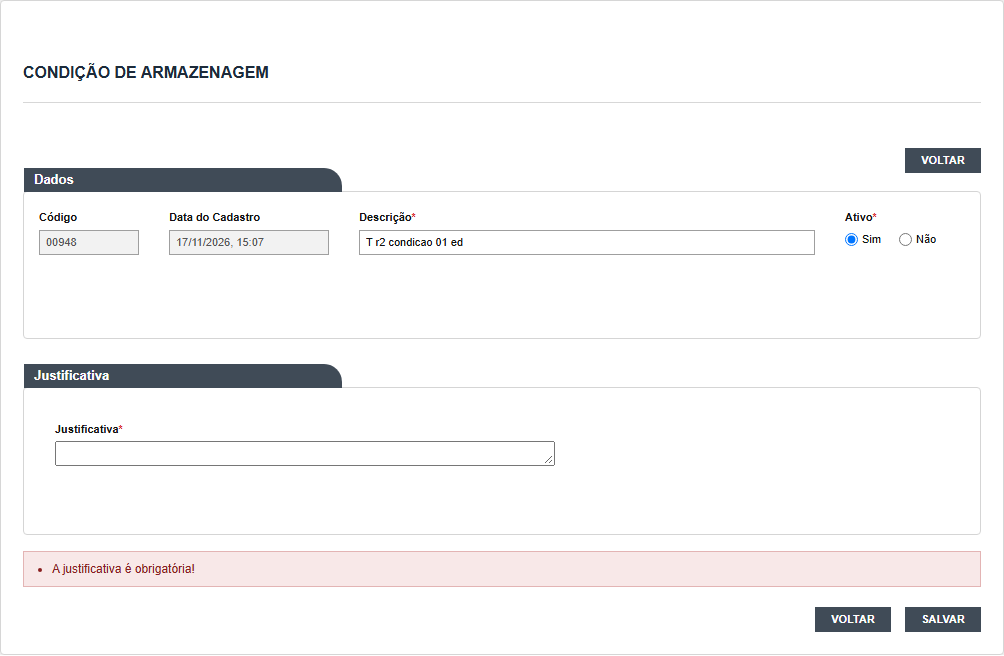 CONDIÇÃO DE ARMAZENAGEM
VOLTAR
Dados
Código Data do Cadastro Descrição* Ativo*
00948 17/11/2026, 15:07 T r2 condicao 01 ed Sim Não
Justificativa
Justificativa*
A justificativa é obrigatória!
VOLTAR SALVAR